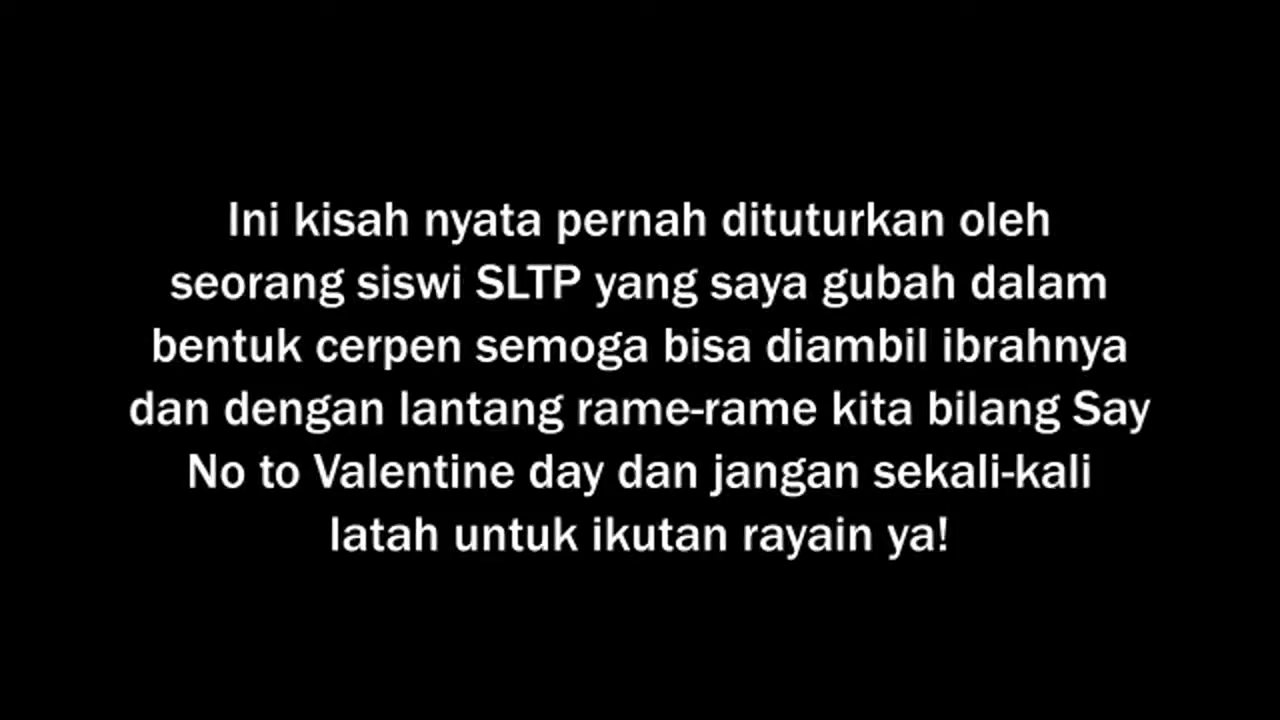 Ini kisah nyata pernah dituturkan oleh
seorang siswi SLTP yang saya gubah dalam
bentuk cerpen semoga bisa diambil ibrahnya
dan dengan lantang rame-rame kita bilang Say
No to Valentine day dan jangan sekali-kali
latah untuk ikutan rayain ya!